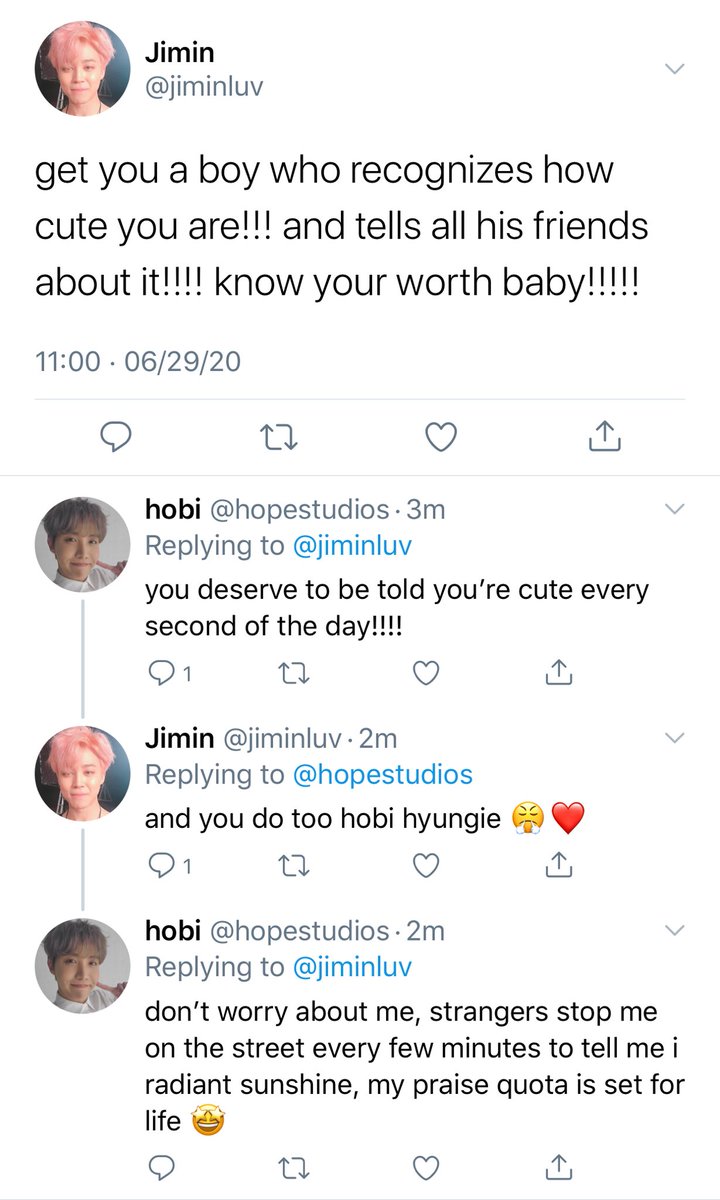 Jimin
@jiminluv
get you a boy who recognizes how
cute you are!!! and tells all his friends
about it!!!! know your worth baby!!!!!
11:00 · 06/29/20
hobi @hopestudios · 3m
Replying to @jiminluv
you deserve to be told you’re cute every
second of the day!!!!
1
Jimin @jiminluv · 2m
Replying to @hopestudios
and you do too hobi hyungie 😤❤️
1
hobi @hopestudios · 2m
Replying to @jiminluv
don’t worry about me, strangers stop me
on the street every few minutes to tell me i
radiant sunshine, my praise quota is set for
life 🤩